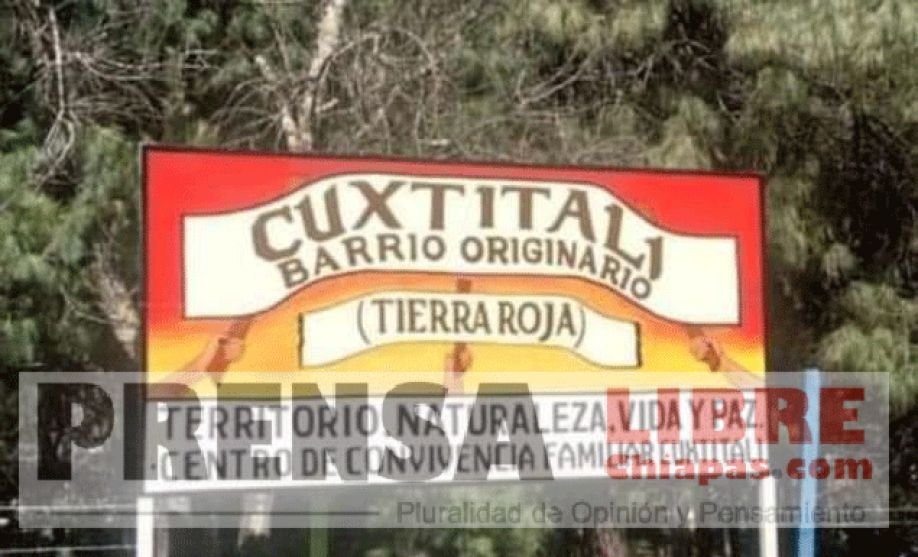 CUXTITALI
BARRIO ORIGINARIO
(TIERRA ROJA)
TERRITORIO, NATURALEZA, VIDA Y PAZ.
CENTRO DE CONVIVENCIA FAMILIAR CUXTITALI
PRENSA LIBRE
Chiapas.com
Pluralidad de Opinión y Pensamiento